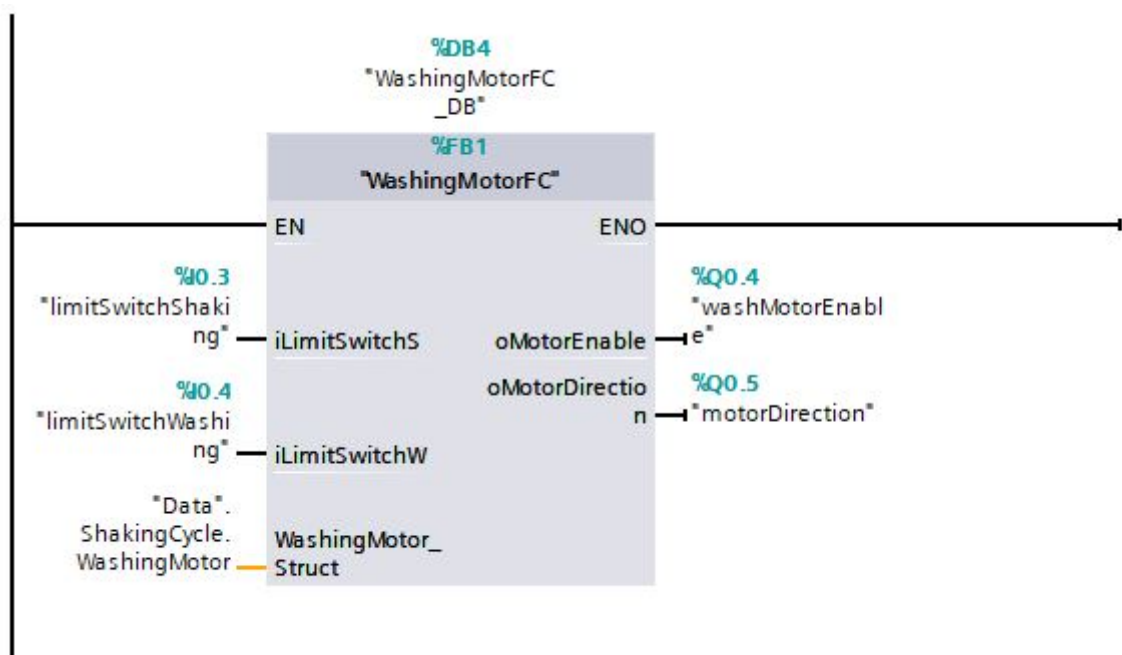 %DB4
"WashingMotorFC
_DB"
%FB1
"WashingMotorFC"
EN
ENO
%I0.3
"limitSwitchShaki
ng"
iLimitSwitchS
oMotorEnable
%Q0.4
"washMotorEnabl
e"
%I0.4
"limitSwitchWashi
ng"
iLimitSwitchW
oMotorDirectio
n
%Q0.5
"motorDirection"
"Data".
ShakingCycle.
WashingMotor
WashingMotor_
Struct